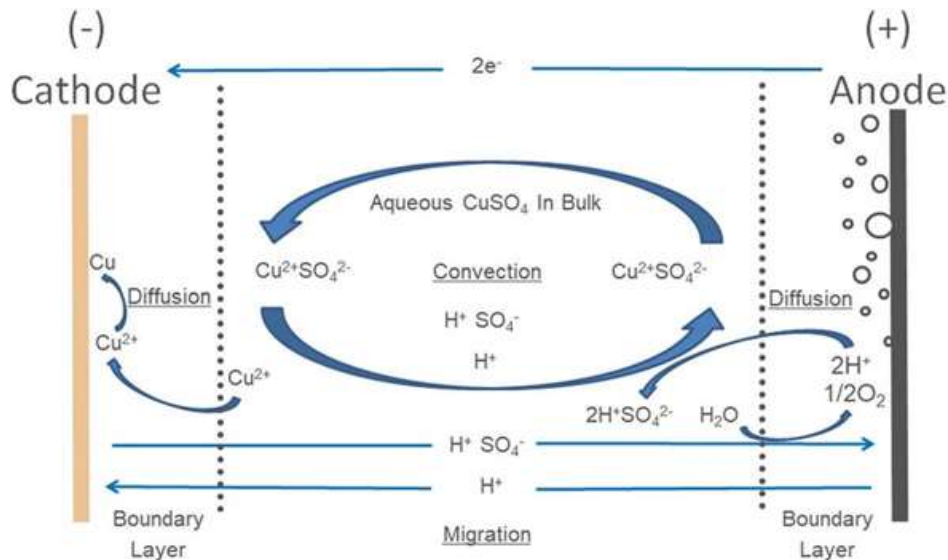 (-)
(+)
2e⁻
Cathode
Anode
Aqueous CuSO₄ In Bulk
Cu
Cu²⁺SO₄²⁻
Convection
Cu²⁺SO₄²⁻
Diffusion
Diffusion
H⁺ SO₄⁻
Cu²⁺
H⁺
2H⁺
Cu²⁺
1/2O₂
2H⁺SO₄²⁻
H₂O
H⁺ SO₄⁻
H⁺
Boundary
Layer
Migration
Boundary
Layer